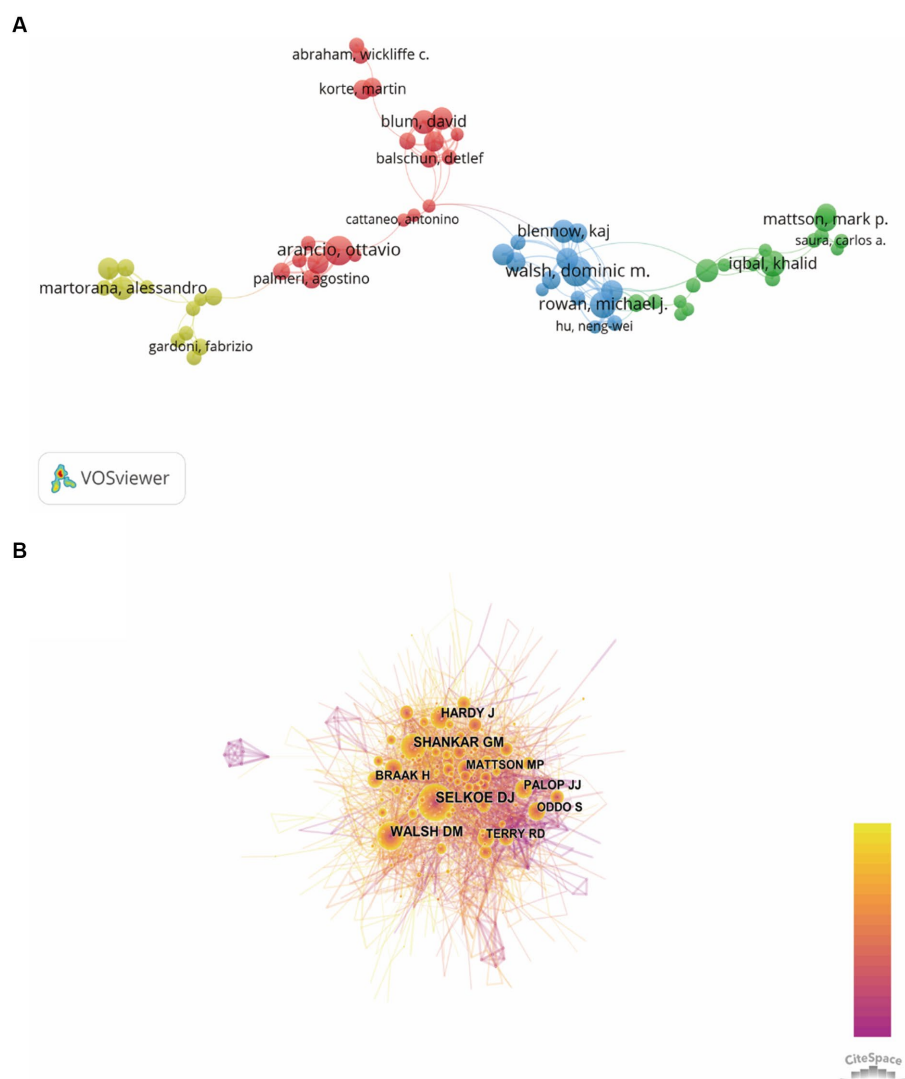 A
abraham, wickliffe c.
korte, martin
blum, david
balschun, detlef
cattaneo, antonino
arancio, ottavio
palmeri, agostino
martorana, alessandro
gardoni, fabrizio
blennow, kaj
walsh, dominic m.
rowan, michael j.
hu, neng-wei
mattson, mark p.
saura, carlos a.
iqbal, khalid
VOSviewer
B
HARDY J
SHANKAR GM
MATTSON MP
BRAAK H
PALOP JJ
SELKOE DJ
ODDO S
WALSH DM
TERRY RD
CiteSpace